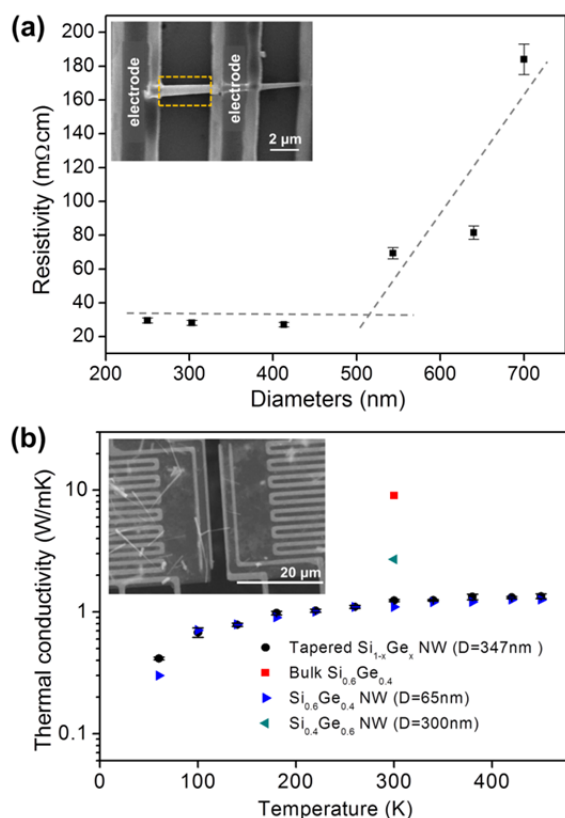 (a)
200
180
160
140
120
100
80
60
40
20
Resistivity (mΩcm)
electrode
electrode
2 μm
200 300 400 500 600 700
Diameters (nm)
(b)
10
1
0.1
Thermal conductivity (W/mK)
20 μm
Tapered Si₁₋ₓGeₓ NW (D=347nm )
Bulk Si₀.₆Ge₀.₄
Si₀.₆Ge₀.₄ NW (D=65nm)
Si₀.₄Ge₀.₆ NW (D=300nm)
0 100 200 300 400
Temperature (K)